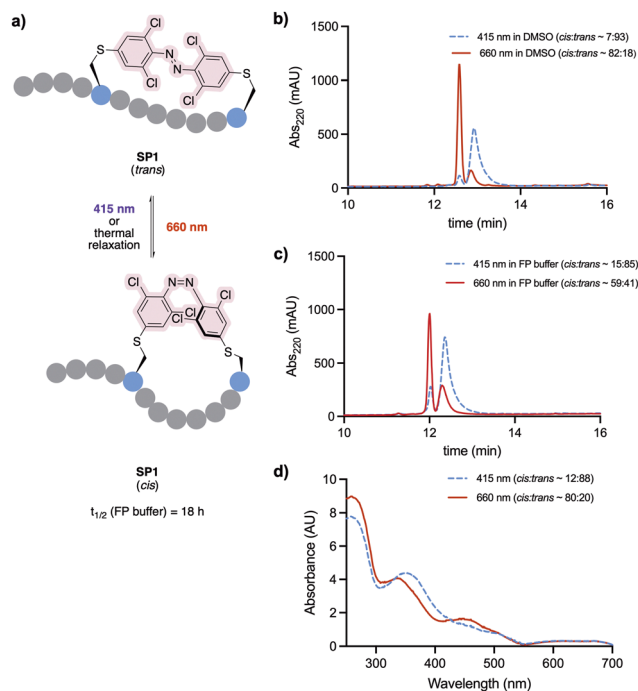 a)
Cl
Cl
S
N
N
Cl
S
Cl
SP1
(trans)
415 nm
or
thermal
relaxation
660 nm
Cl
N=N
Cl
Cl
Cl
S
S
SP1
(cis)
t1/2 (FP buffer) = 18 h
b)
415 nm in DMSO (cis:trans ~ 7:93)
660 nm in DMSO (cis:trans ~ 82:18)
1500
1000
500
0
Abs220 (mAU)
10
12
14
16
time (min)
c)
415 nm in FP buffer (cis:trans ~ 15:85)
660 nm in FP buffer (cis:trans ~ 59:41)
1500
1000
500
0
Abs220 (mAU)
10
12
14
16
time (min)
d)
415 nm (cis:trans ~ 12:88)
660 nm (cis:trans ~ 80:20)
10
8
6
4
2
0
Absorbance (AU)
300
400
500
600
700
Wavelength (nm)